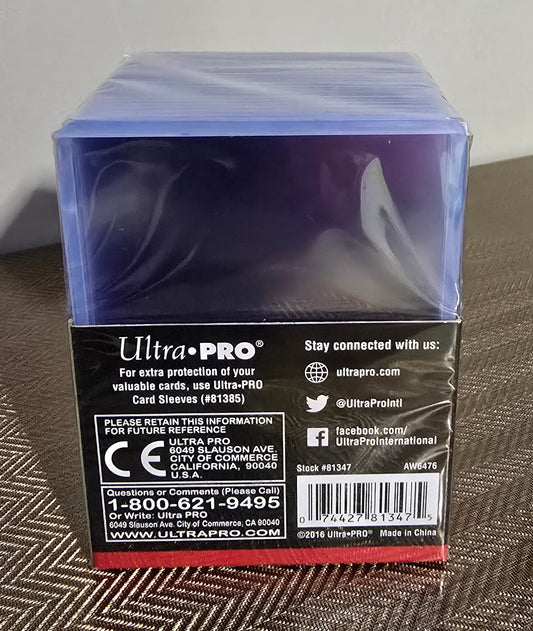 Ultra•PRO®
For extra protection of your
valuable cards, use Ultra•PRO
Card Sleeves (#81385)
PLEASE RETAIN THIS INFORMATION
FOR FUTURE REFERENCE
CE
ULTRA PRO
6049 SLAUSON AVE.
CITY OF COMMERCE
CALIFORNIA, 90040
U.S.A.
Questions or Comments (Please Call)
1-800-621-9495
Or Write: Ultra PRO
6049 Slauson Ave. City of Commerce, CA 90040
WWW.ULTRAPRO.COM
Stay connected with us:
ultrapro.com
@UltraProIntl
facebook.com/
UltraProInternational
Stock #81347 AW6476
0 74427 81347 5
©2016 Ultra•PRO® Made in China